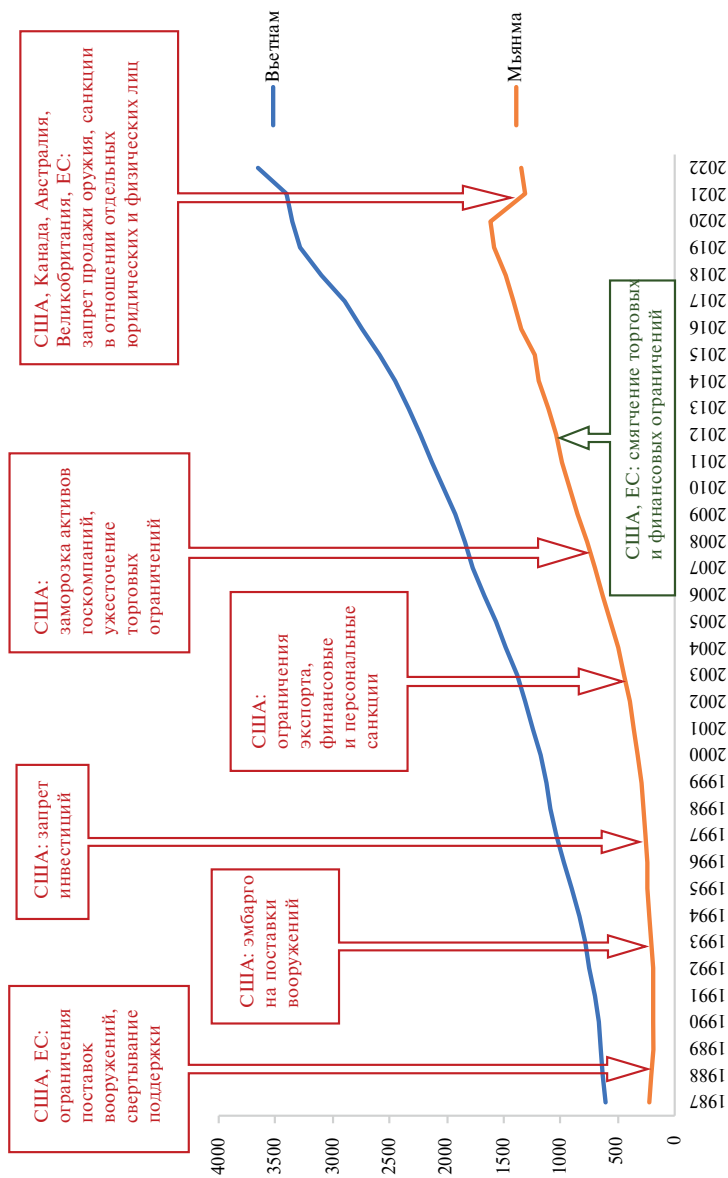 США, ЕС:
ограничения
поставок
вооружений,
свертывание
поддержки
США: эмбарго
на поставки
вооружений
США: запрет
инвестиций
США:
ограничения
экспорта,
финансовые
и персональные
санкции
США:
заморозка активов
госкомпаний,
ужесточение
торговых
ограничений
США, ЕС: смягчение торговых
и финансовых ограничений
США, Канада, Австралия,
Великобритания, ЕС:
запрет продажи оружия, санкции
в отношении отдельных
юридических и физических лиц
Вьетнам
Мьянма
4000
3500
3000
2500
2000
1500
1000
500
0
1987
1988
1989
1990
1991
1992
1993
1994
1995
1996
1997
1998
1999
2000
2001
2002
2003
2004
2005
2006
2007
2008
2009
2010
2011
2012
2013
2014
2015
2016
2017
2018
2019
2020
2021
2022